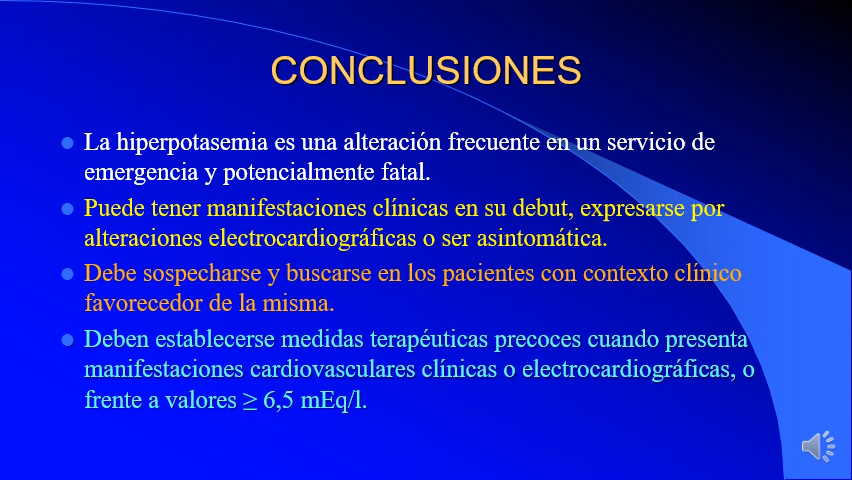 CONCLUSIONES
La hiperpotasemia es una alteración frecuente en un servicio de
emergencia y potencialmente fatal.
Puede tener manifestaciones clínicas en su debut, expresarse por
alteraciones electrocardiográficas o ser asintomática.
Debe sospecharse y buscarse en los pacientes con contexto clínico
favorecedor de la misma.
Deben establecerse medidas terapéuticas precoces cuando presenta
manifestaciones cardiovasculares clínicas o electrocardiográficas, o
frente a valores ≥ 6,5 mEq/l.